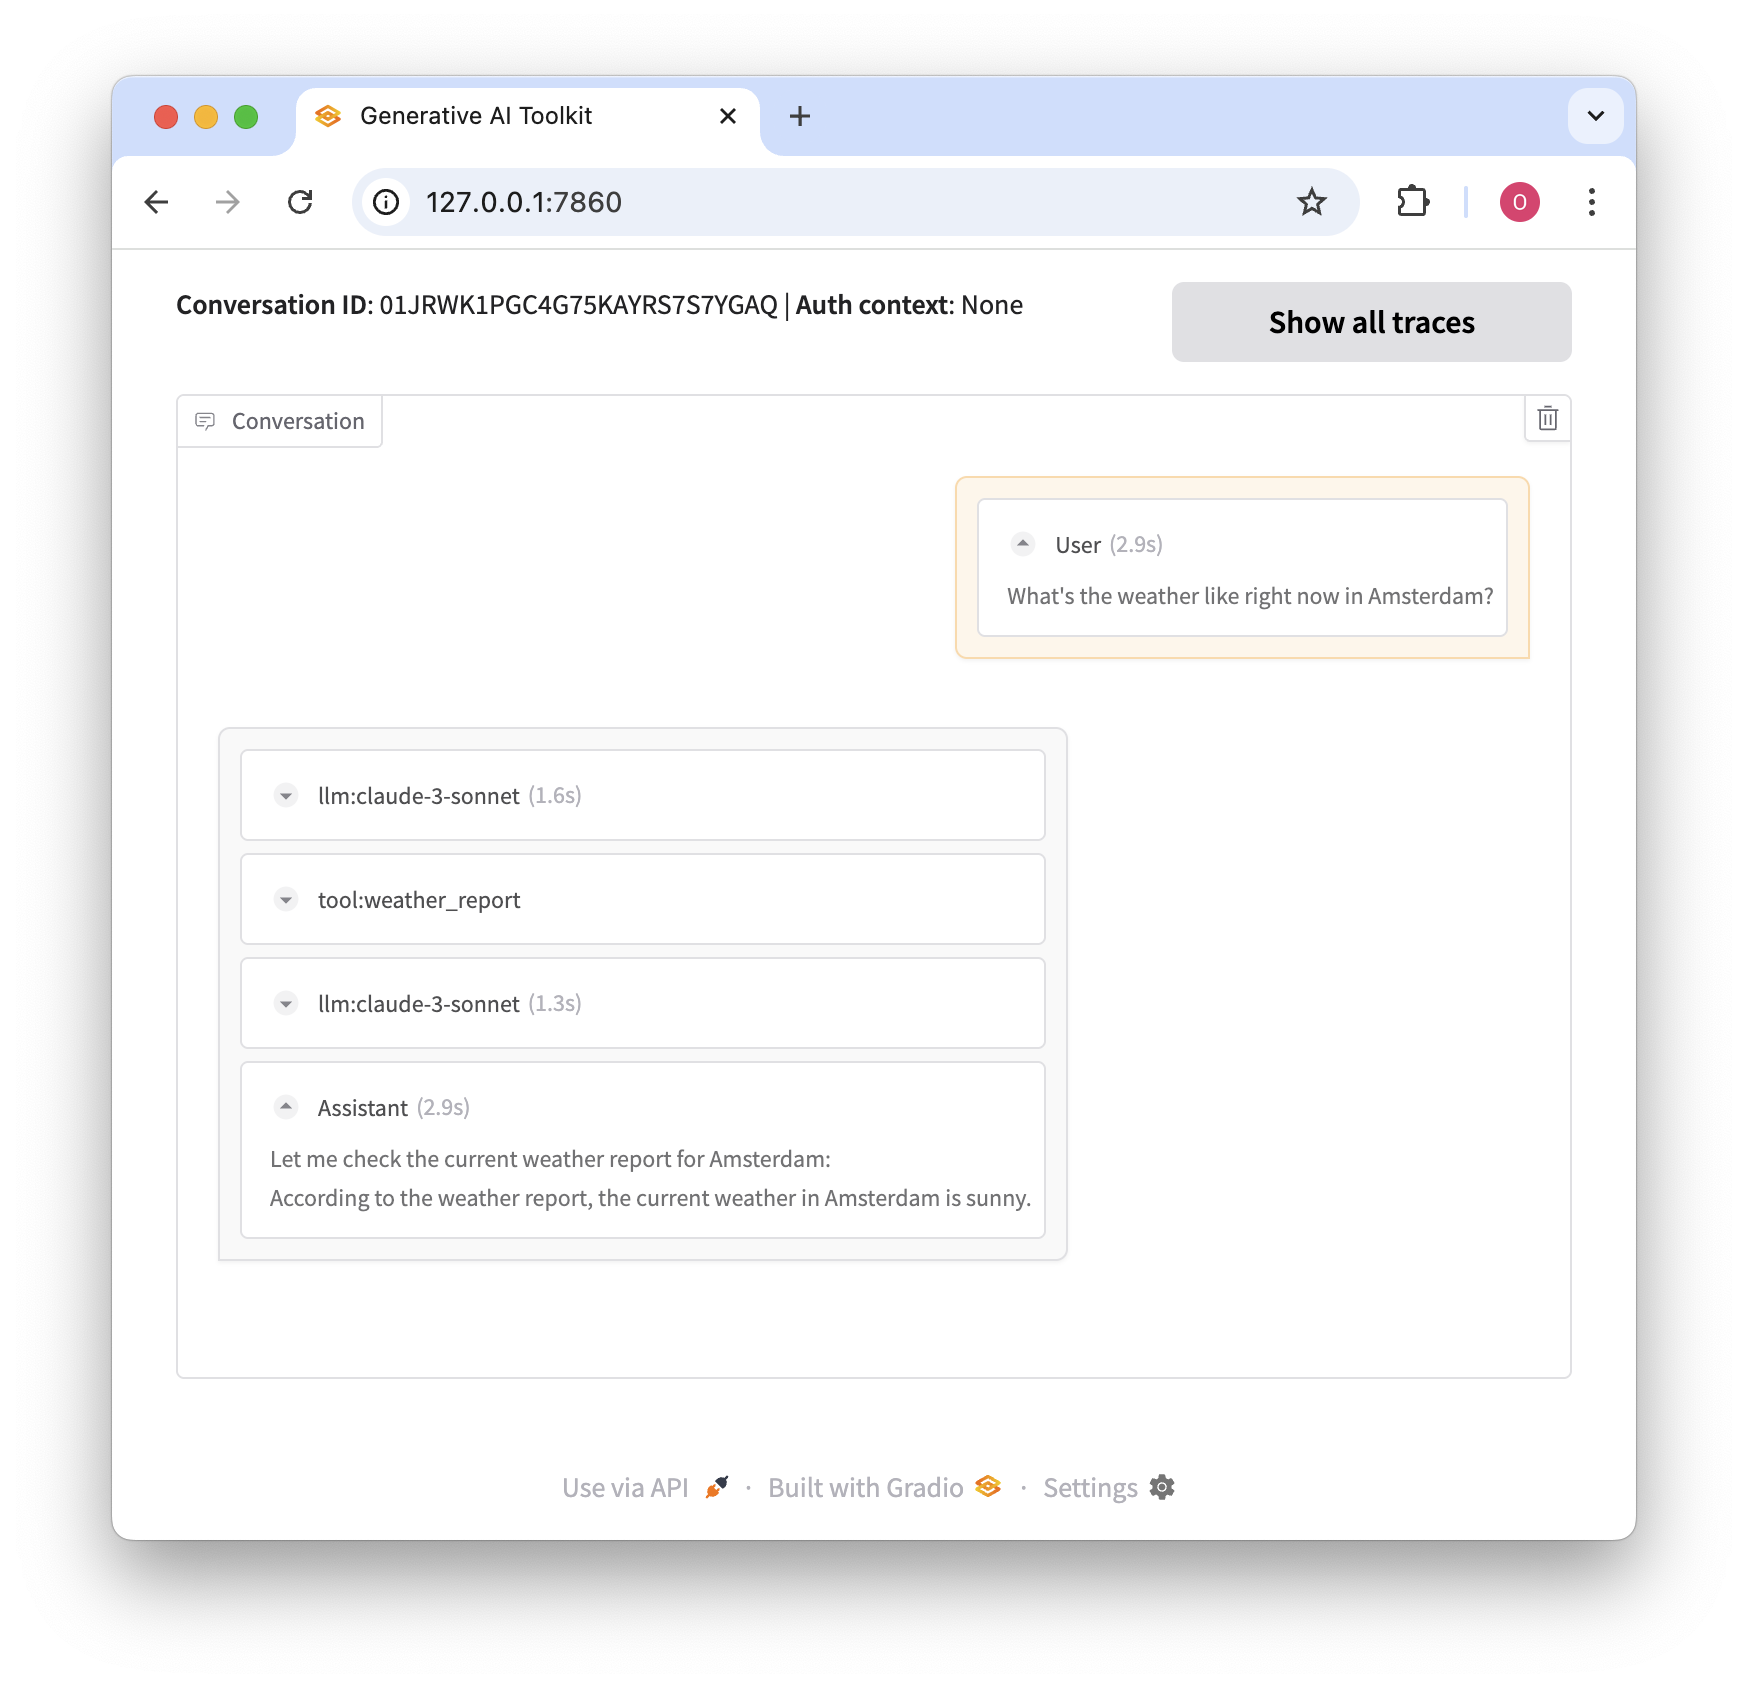 Generative AI Toolkit
127.0.0.1:7860
O
Conversation ID: 01JRWK1PGC4G75KAYRS7S7YGAQ | Auth context: None
Show all traces
Conversation
User (2.9s)
What's the weather like right now in Amsterdam?
llm:claude-3-sonnet (1.6s)
tool:weather_report
llm:claude-3-sonnet (1.3s)
Assistant (2.9s)
Let me check the current weather report for Amsterdam:
According to the weather report, the current weather in Amsterdam is sunny.
Use via API · Built with Gradio · Settings